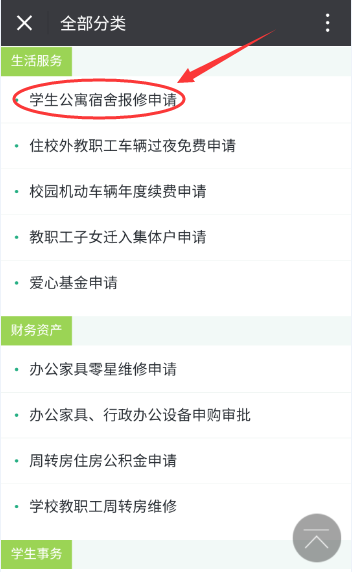 全部分类
生活服务
学生公寓宿舍报修申请
住校外教职工车辆过夜免费申请
校园机动车辆年度续费申请
教职工子女迁入集体户申请
爱心基金申请
财务资产
办公家具零星维修申请
办公家具、行政办公设备申购审批
周转房住房公积金申请
学校教职工周转房维修
学生事务